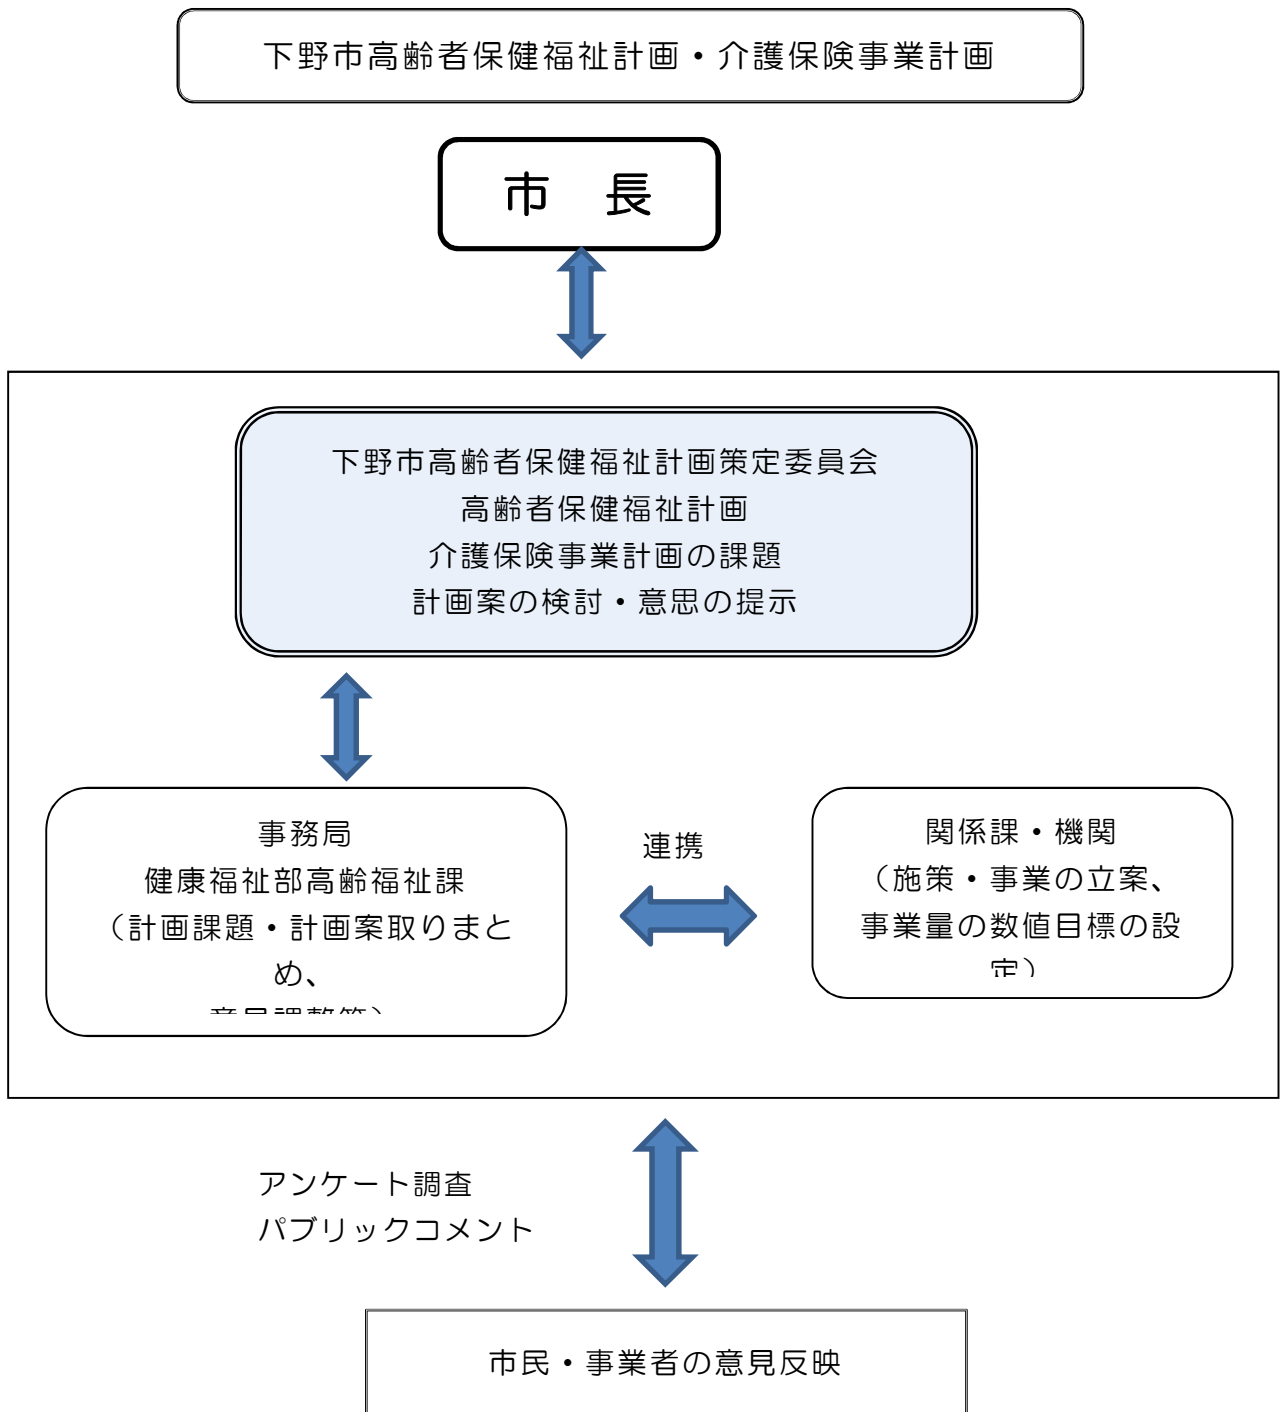 下野市高齢者保健福祉計画・介護保険事業計画
市　長
下野市高齢者保健福祉計画策定委員会
高齢者保健福祉計画
介護保険事業計画の課題
計画案の検討・意思の提示
事務局
健康福祉部高齢福祉課
（計画課題・計画案取りまと
め、
意見調整等）
連携
関係課・機関
（施策・事業の立案、
事業量の数値目標の設
定）
アンケート調査
パブリックコメント
市民・事業者の意見反映